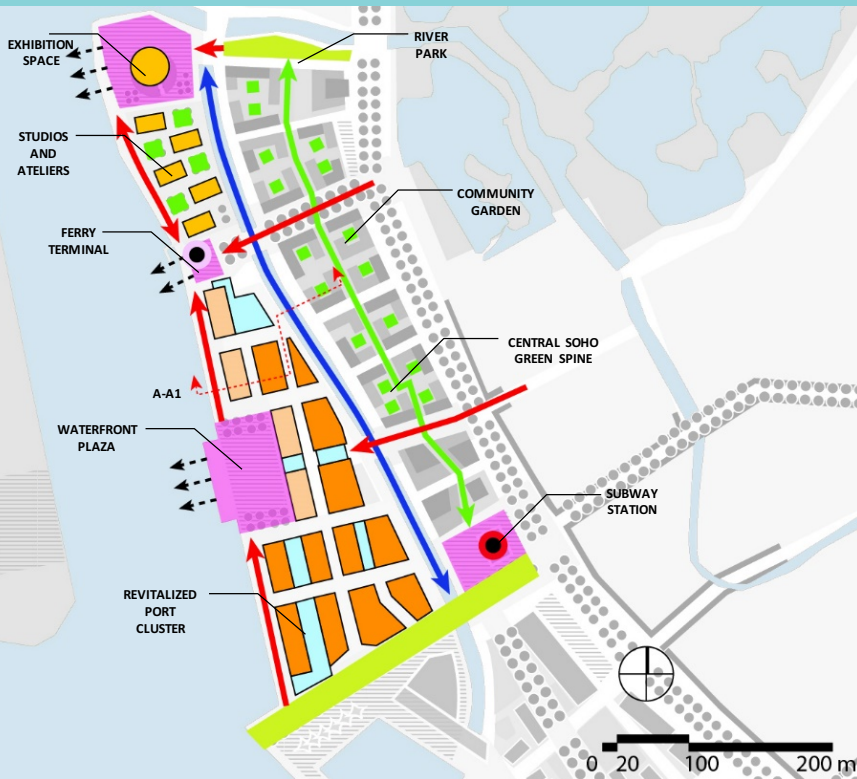 EXHIBITION
SPACE
RIVER
PARK
STUDIOS
AND
ATELIERS
COMMUNITY
GARDEN
FERRY
TERMINAL
CENTRAL SOHO
GREEN SPINE
A-A1
WATERFRONT
PLAZA
SUBWAY
STATION
REVITALIZED
PORT
CLUSTER
0 20 100 200 m